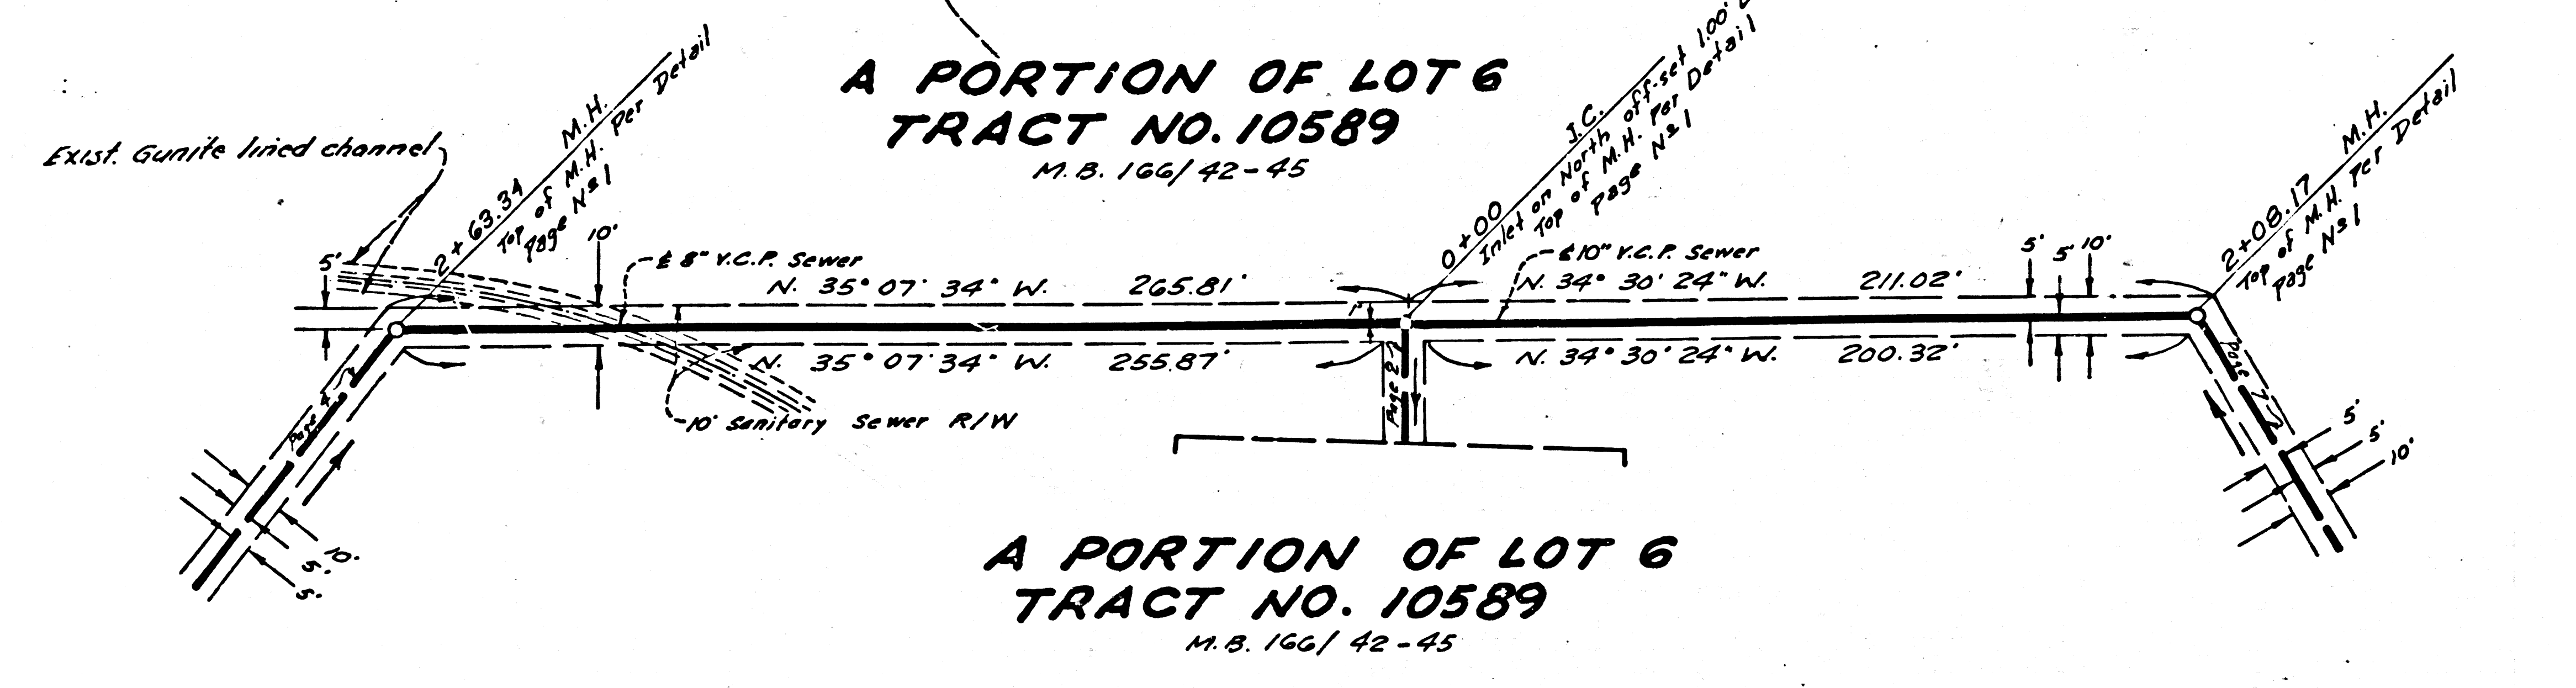 A PORTION OF LOT 6
TRACT NO. 10589
M.B. 166/42-45
Exist. Gunite lined channel
2+63.34 M.H.
Top of M.H. Per Detail
Page Nº1
0+00 I.C.
Inlet on North off-set 1.00'
Top of M.H. Per Detail
Page Nº1
2+08.17 M.H.
Top of M.H. Per Detail
Page Nº1
5'
10'
℄ 8" V.C.P. Sewer
N. 35° 07' 34" W. 265.81'
℄ 10" V.C.P. Sewer
N. 34° 30' 24" W. 211.02'
5' 5' 10'
1'
N. 35° 07' 34" W. 255.87'
N. 34° 30' 24" W. 200.32'
10' Sanitary Sewer R/W
Page 4
Page 2
Page 7
10'
5'
5'
5'
5'
10'
A PORTION OF LOT 6
TRACT NO. 10589
M.B. 166/42-45